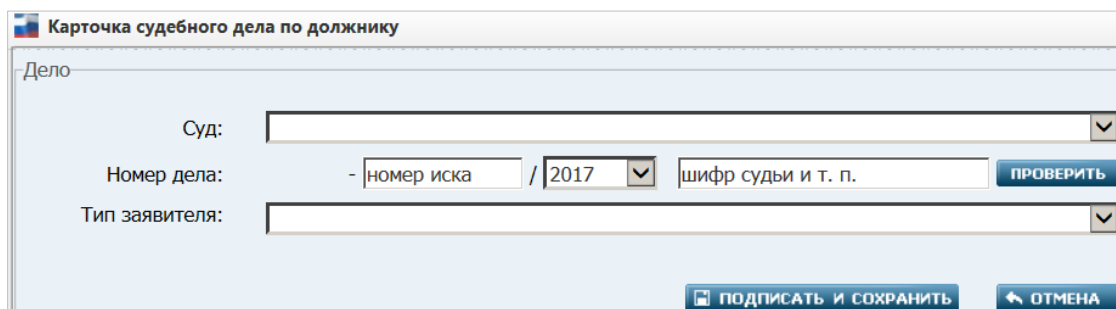 Карточка судебного дела по должнику
Дело
Суд:
Номер дела: - номер иска / 2017 шифр судьи и т. п. ПРОВЕРИТЬ
Тип заявителя:
ПОДПИСАТЬ И СОХРАНИТЬ ОТМЕНА